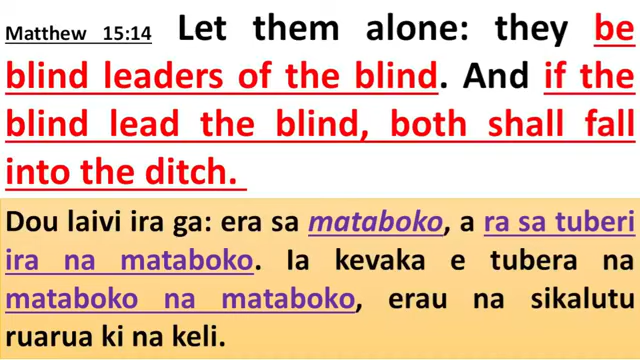 Matthew 15:14 Let them alone: they be
blind leaders of the blind. And if the
blind lead the blind, both shall fall
into the ditch.
Dou laivi ira ga: era sa mataboko, a ra sa tuberi
ira na mataboko. Ia kevaka e tubera na
mataboko na mataboko, erau na sikalutu
ruarua ki na keli.